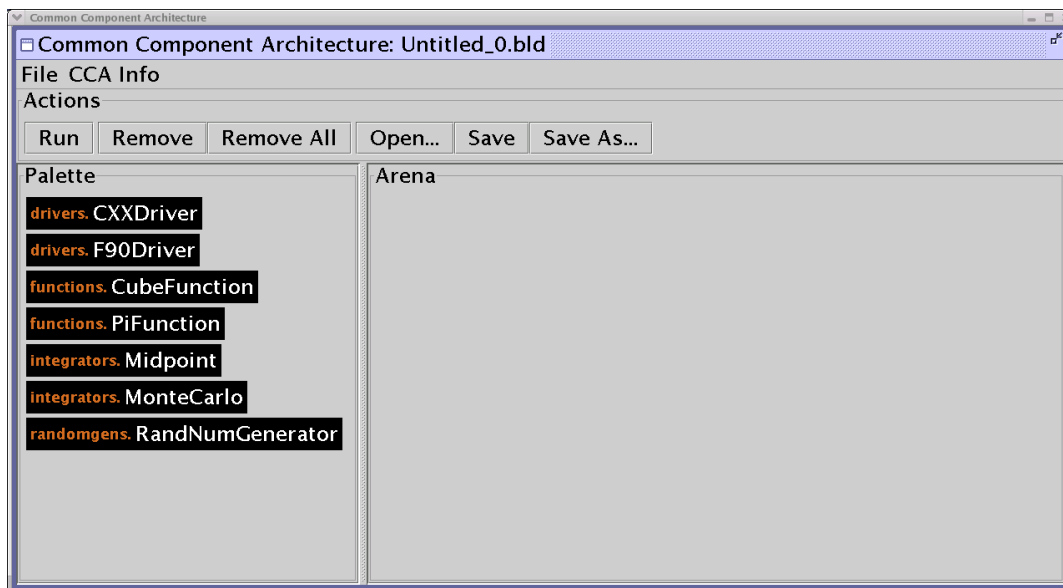 Common Component Architecture
Common Component Architecture: Untitled_0.bld
File CCA Info
Actions
Run Remove Remove All Open... Save Save As...
Palette
drivers. CXXDriver
drivers. F90Driver
functions. CubeFunction
functions. PiFunction
integrators. Midpoint
integrators. MonteCarlo
randomgens. RandNumGenerator
Arena